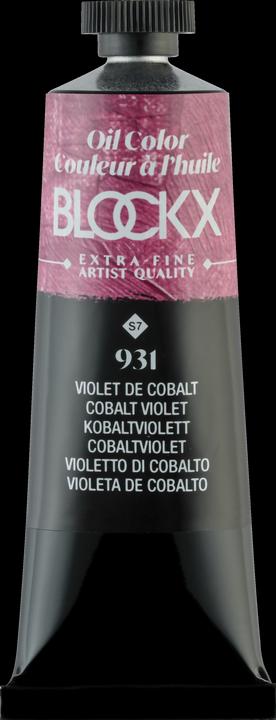 Oil Color
Couleur à l'huile
BLOCKX
EXTRA-FINE
ARTIST QUALITY
S7
931
VIOLET DE COBALT
COBALT VIOLET
KOBALTVIOLETT
COBALTVIOLET
VIOLETTO DI COBALTO
VIOLETA DE COBALTO